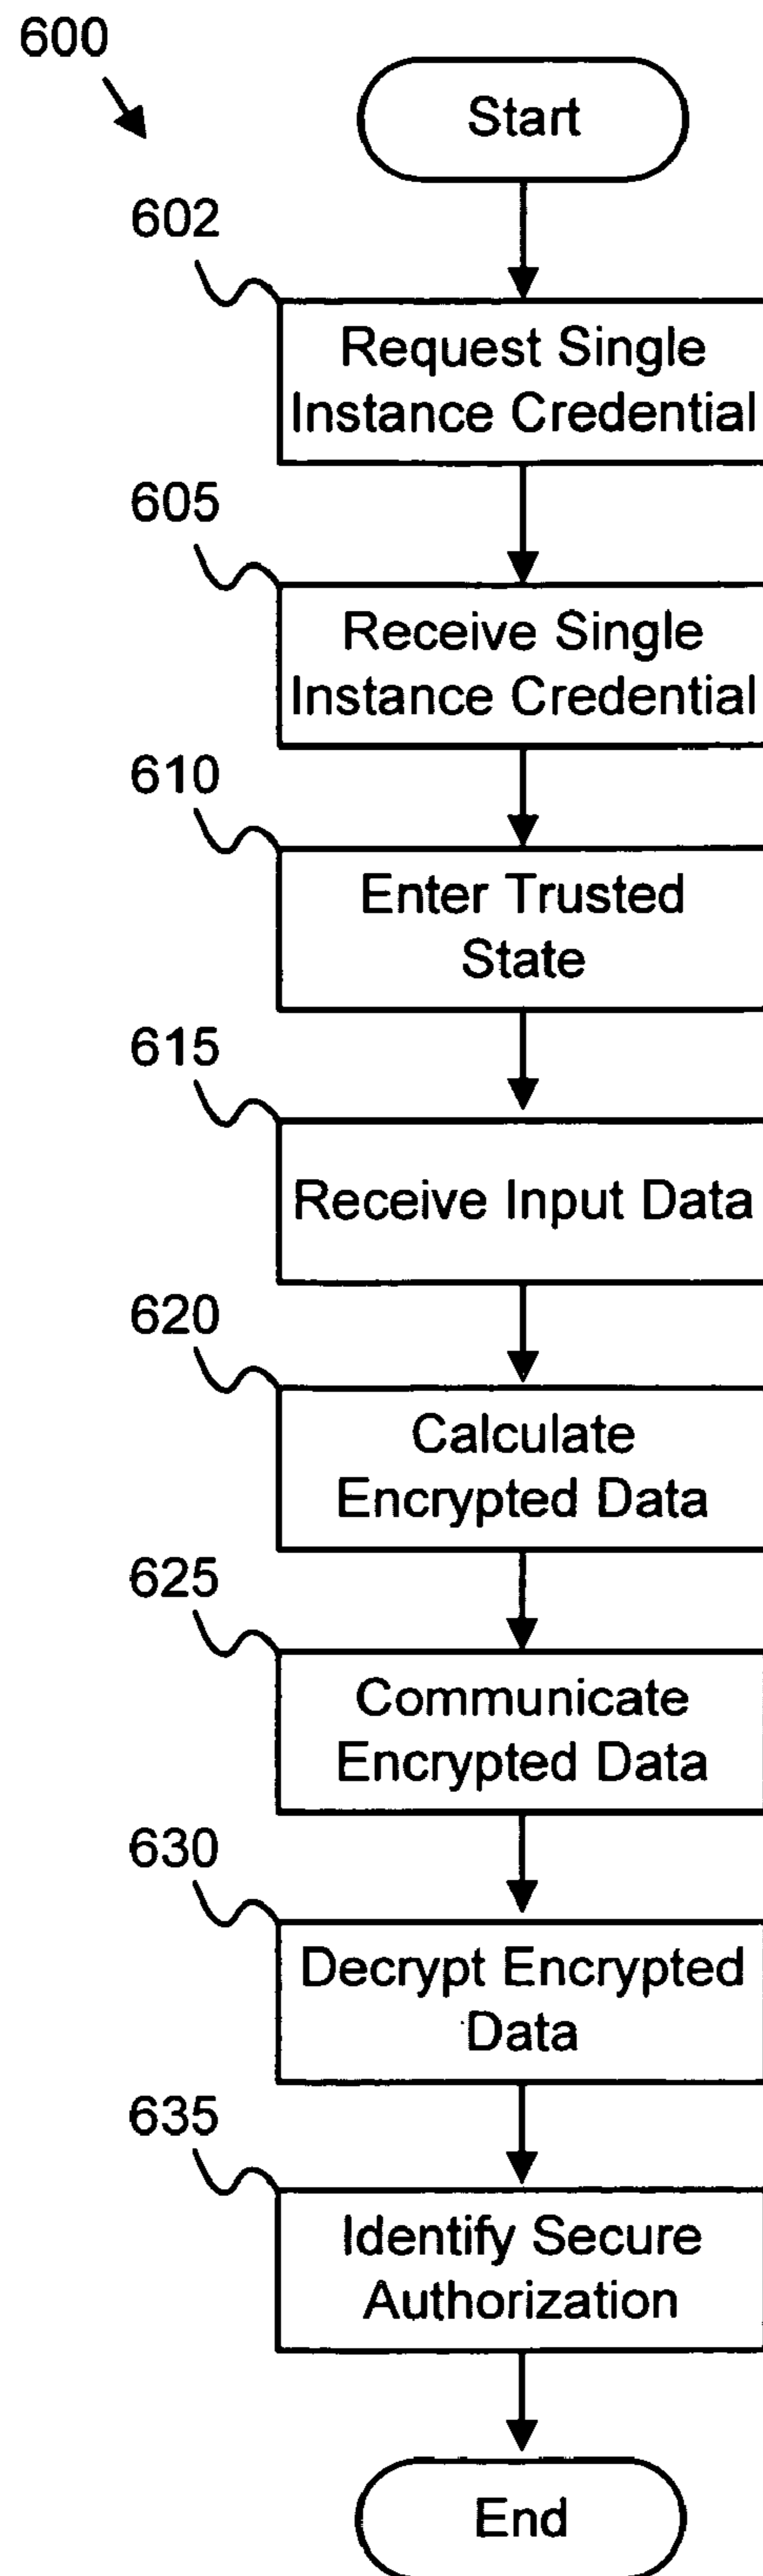 600
Start
602
Request Single
Instance Credential
605
Receive Single
Instance Credential
610
Enter Trusted
State
615
Receive Input Data
620
Calculate
Encrypted Data
625
Communicate
Encrypted Data
630
Decrypt Encrypted
Data
635
Identify Secure
Authorization
End